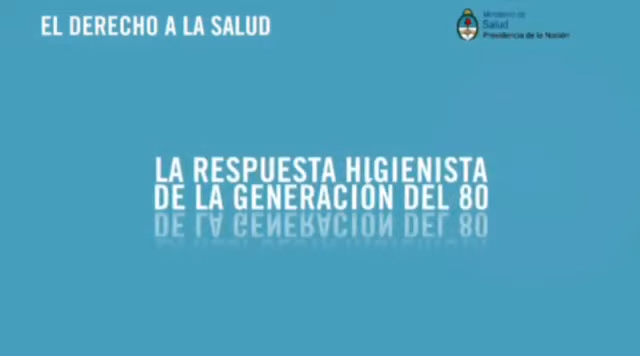 EL DERECHO A LA SALUD
Ministerio de
Salud
Presidencia de la Nación
LA RESPUESTA HIGIENISTA
DE LA GENERACIÓN DEL 80